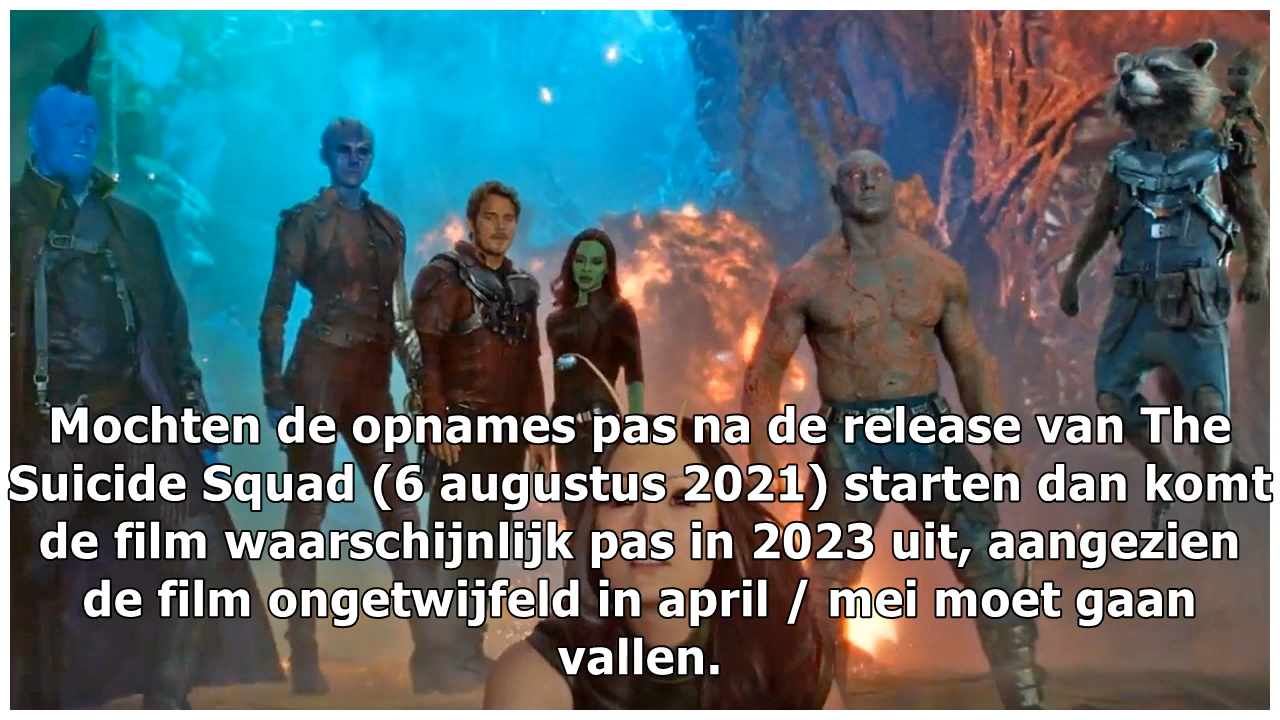 Mochten de opnames pas na de release van The
Suicide Squad (6 augustus 2021) starten dan komt
de film waarschijnlijk pas in 2023 uit, aangezien
de film ongetwijfeld in april / mei moet gaan
vallen.